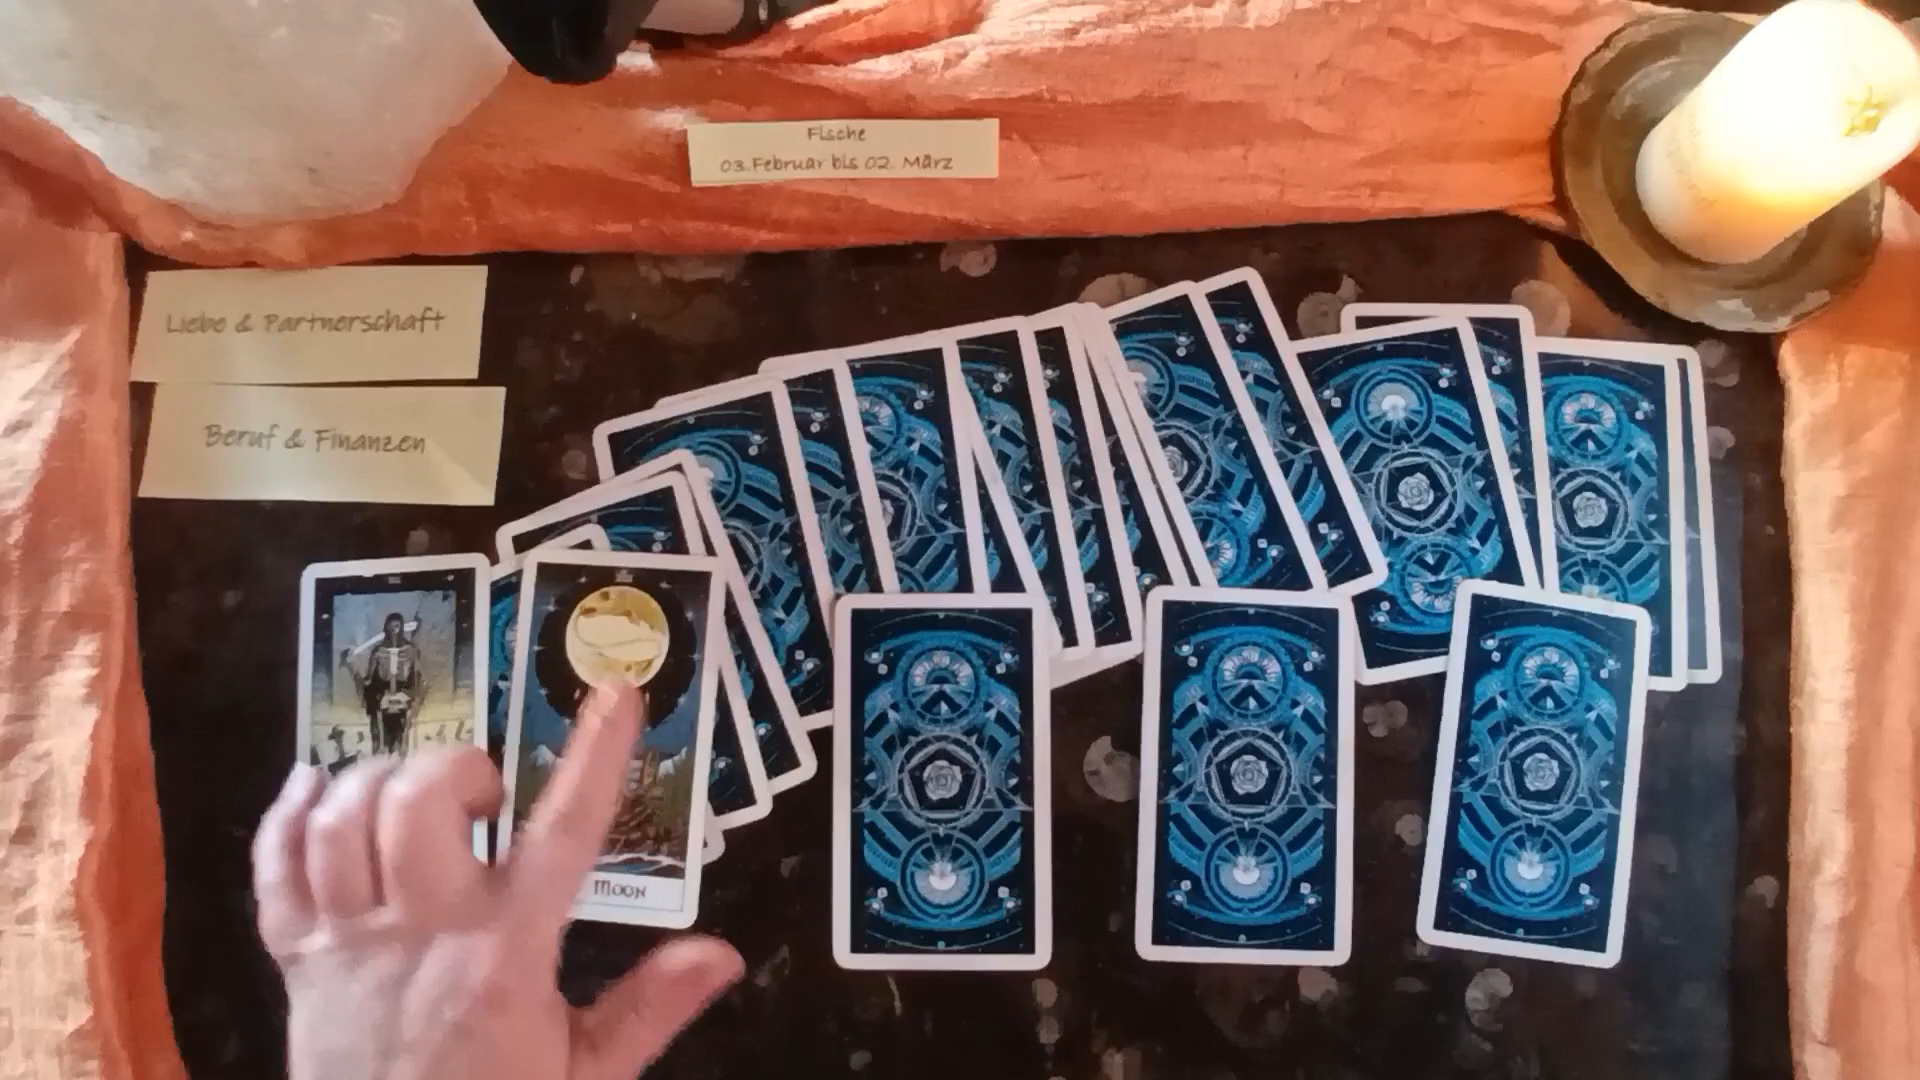 Fische
03. Februar bis 02. März
Liebe & Partnerschaft
Beruf & Finanzen
Moon